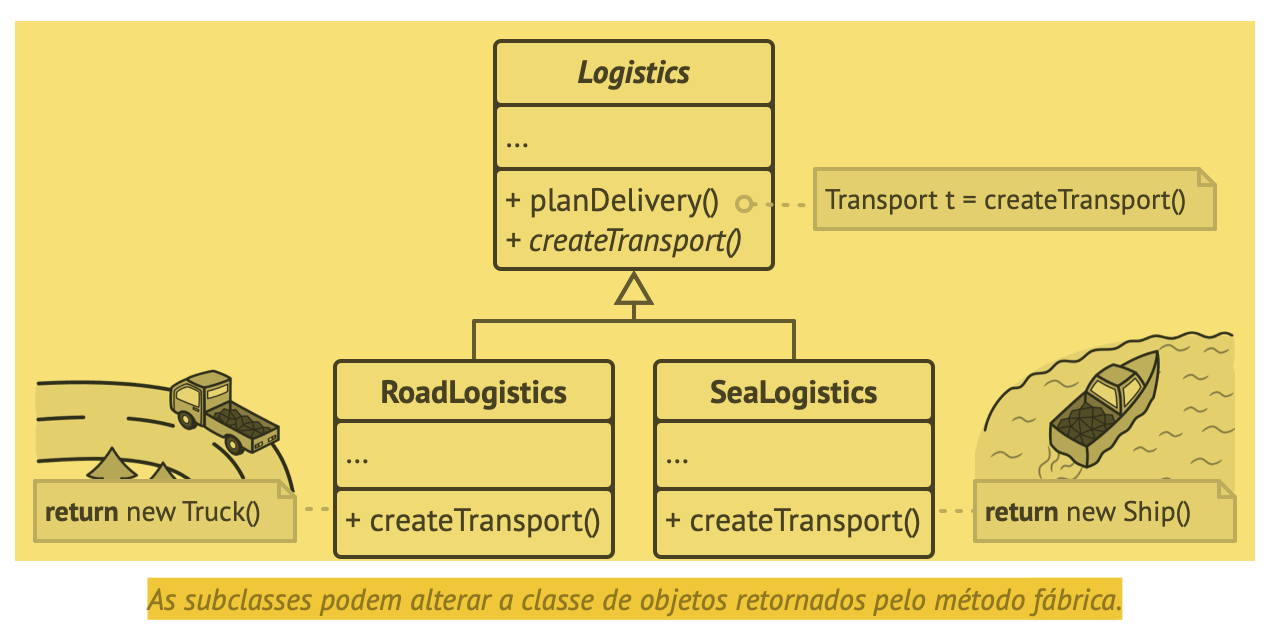 Logistics
...
+ planDelivery()
Transport t = createTransport()
+ createTransport()
RoadLogistics
SeaLogistics
...
...
return new Truck()
+ createTransport()
+ createTransport()
return new Ship()
As subclasses podem alterar a classe de objetos retornados pelo método fábrica.